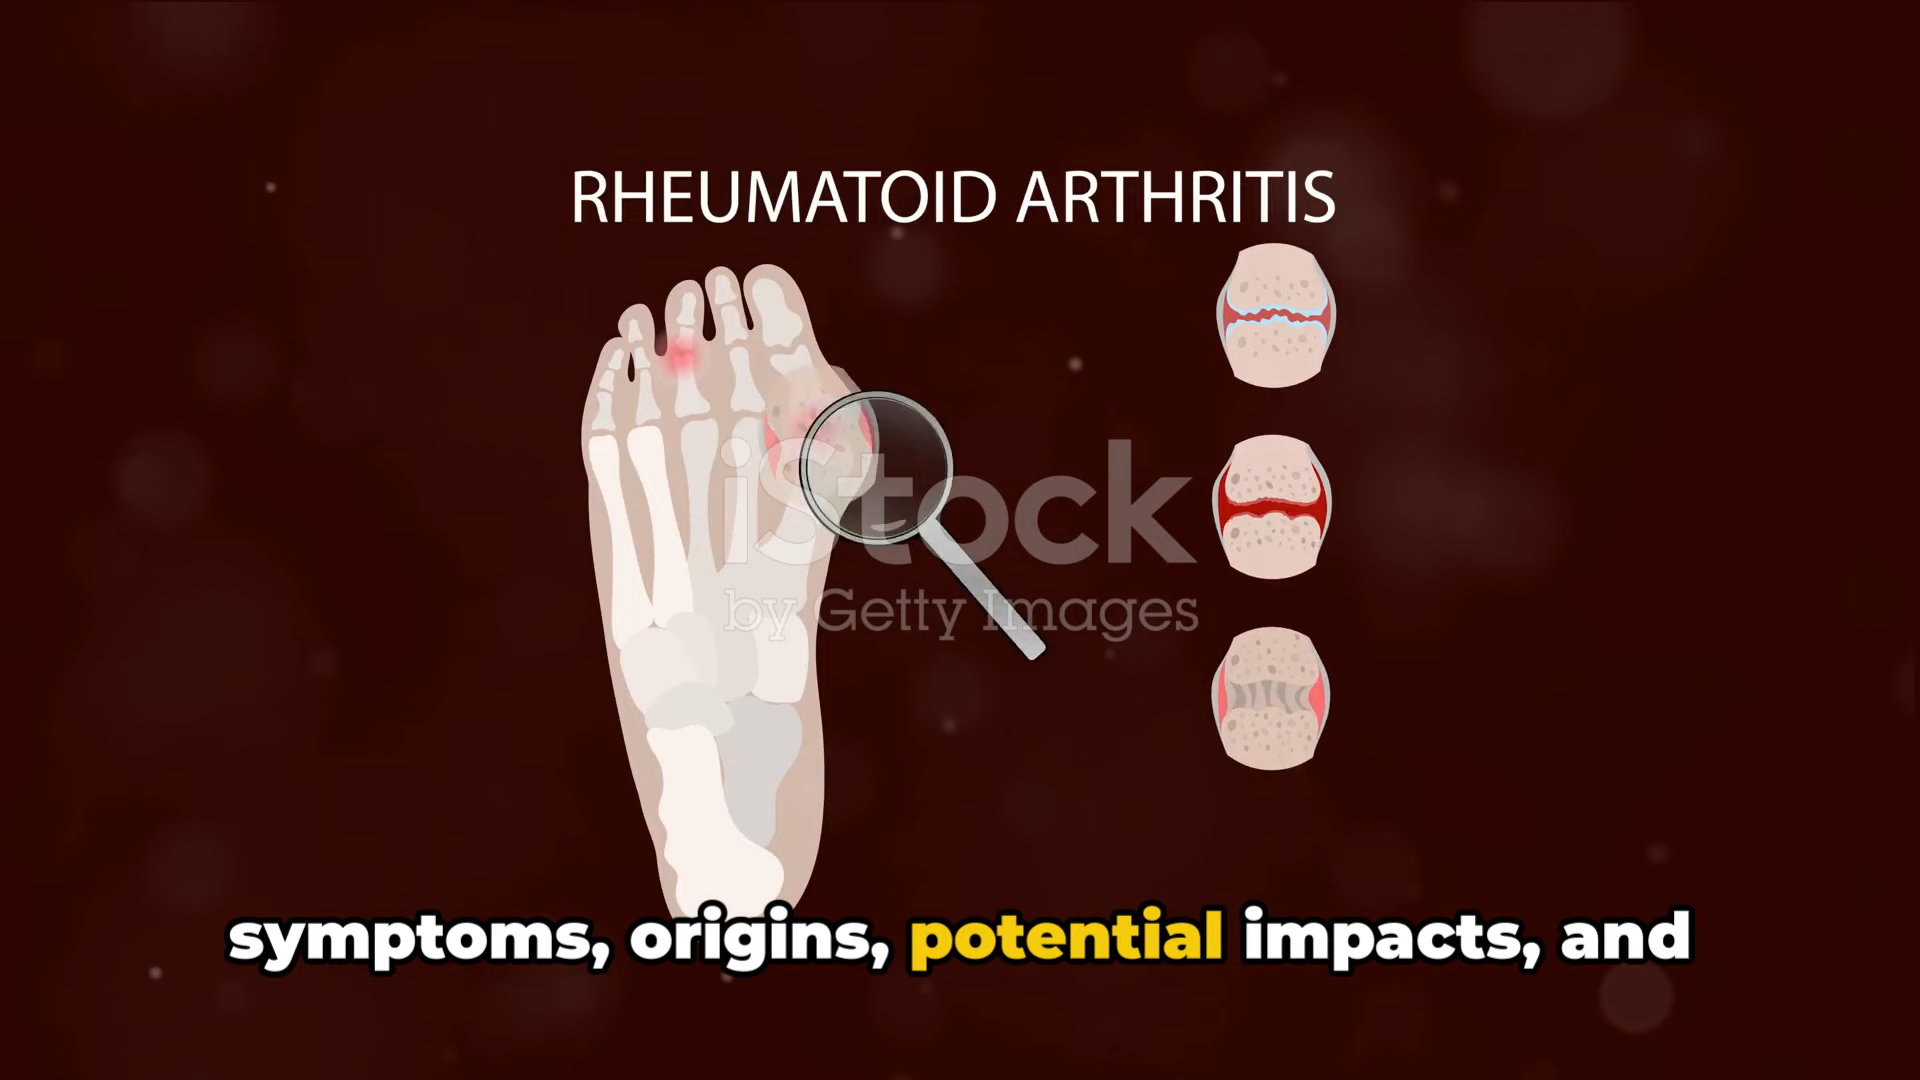 RHEUMATOID ARTHRITIS
iStock
by Getty Images
symptoms, origins, potential impacts, and